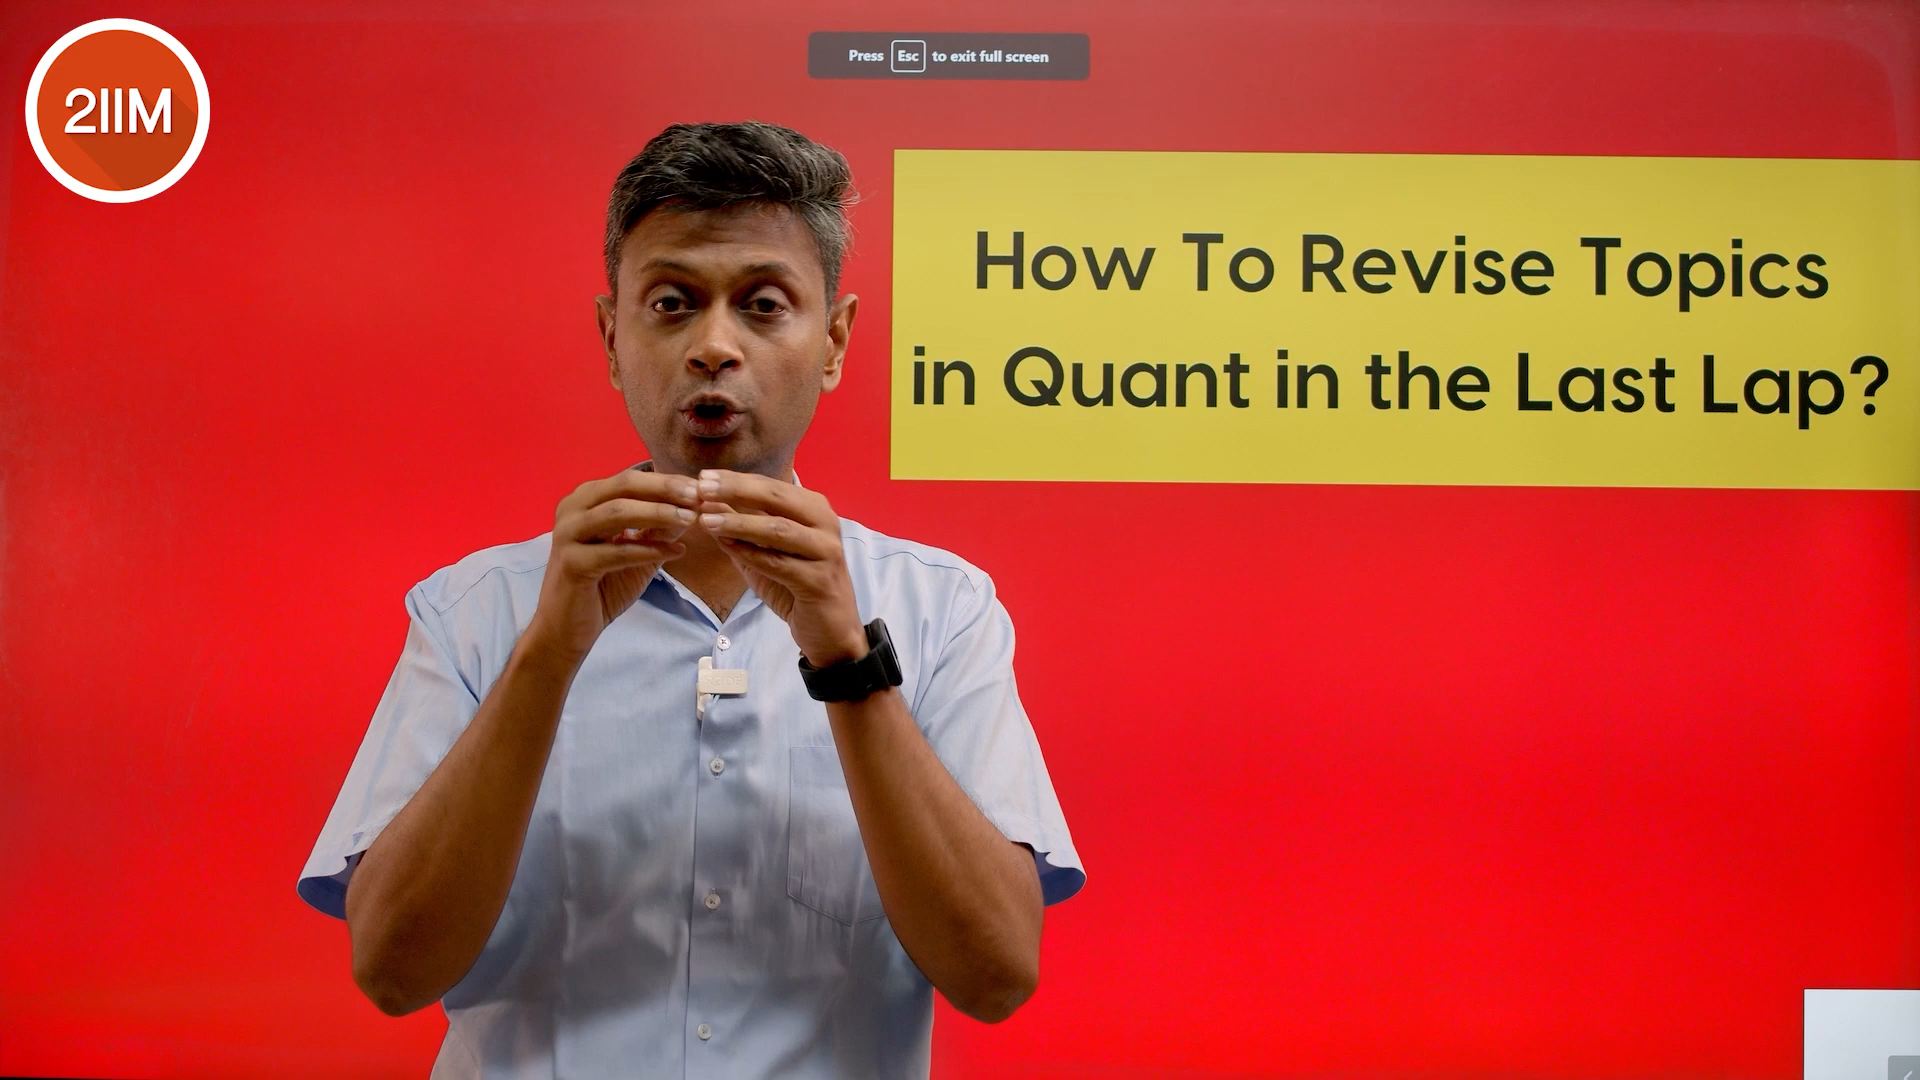 2IIM
Press Esc to exit full screen
How To Revise Topics
in Quant in the Last Lap?